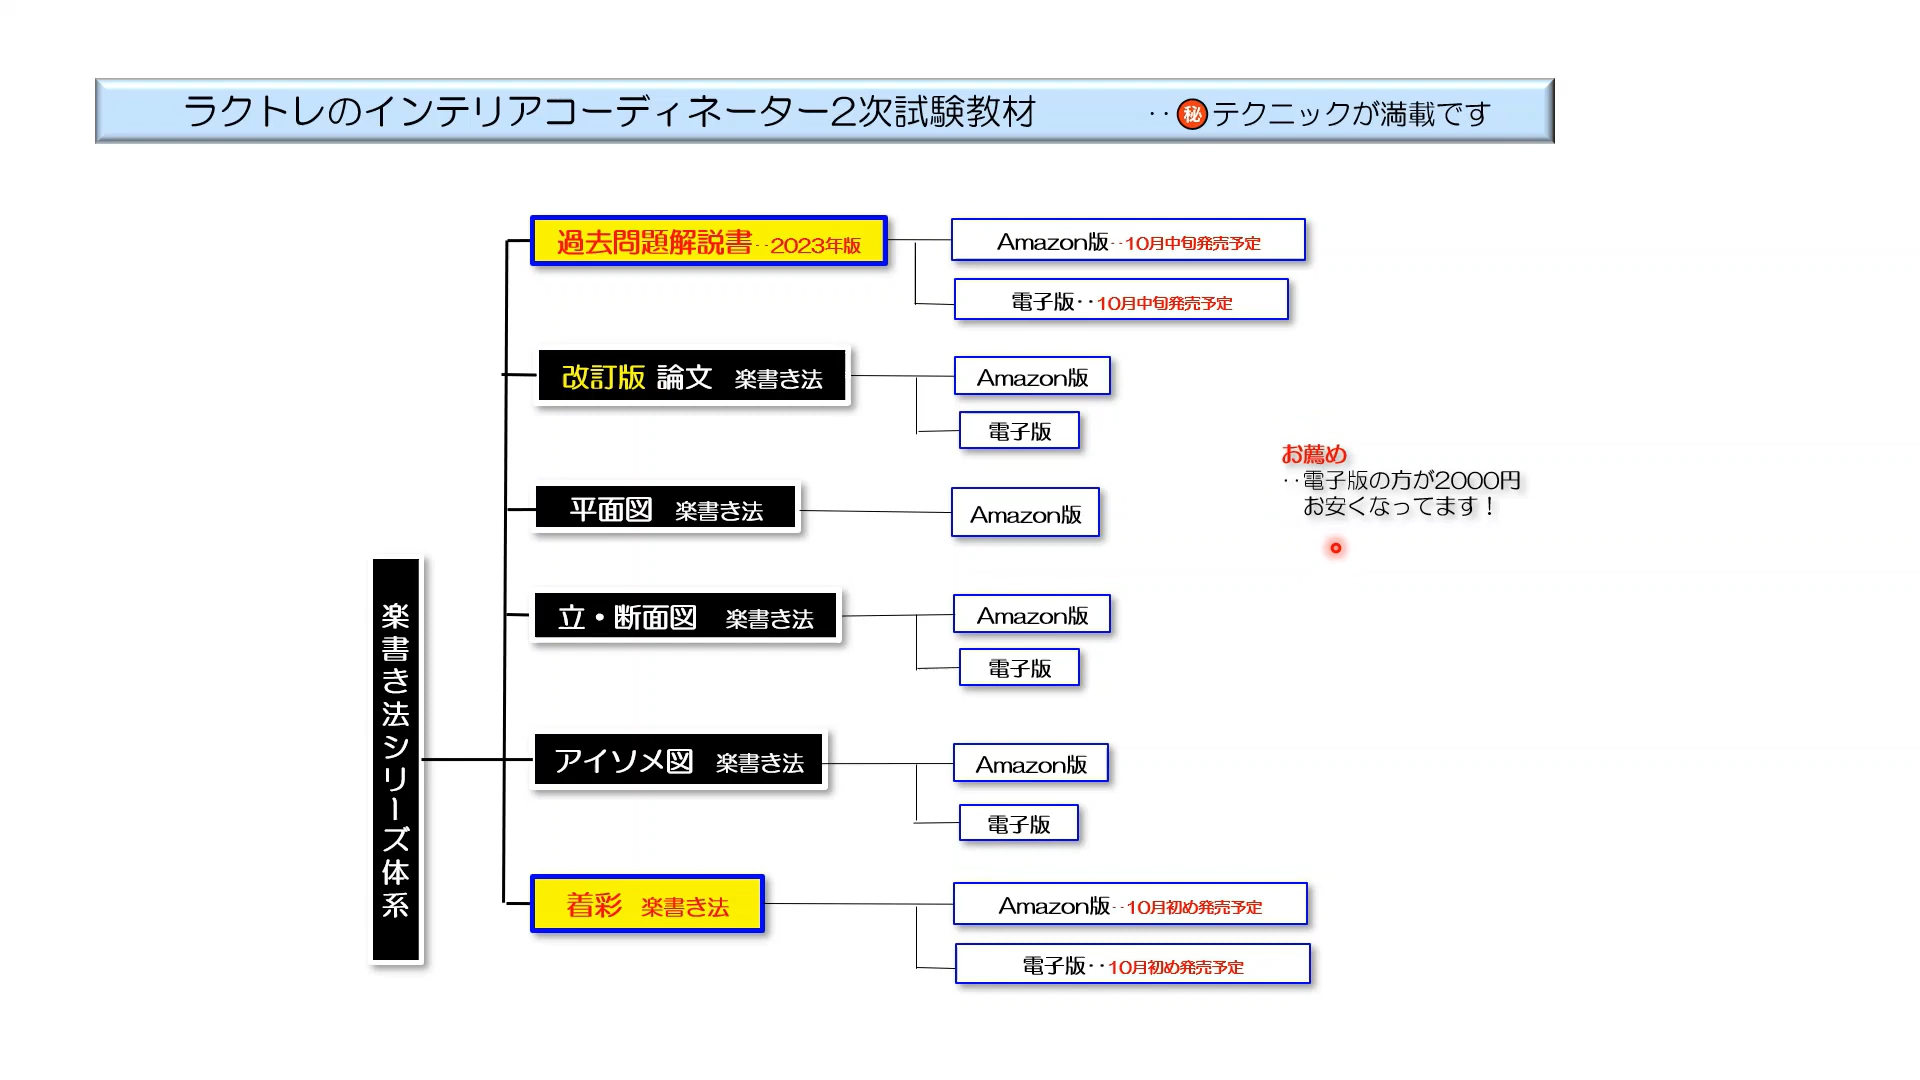 ラクトレのインテリアコーディネーター2次試験教材 ‥㊙テクニックが満載です
過去問題解説書‥2023年版
Amazon版‥10月中旬発売予定
電子版‥10月中旬発売予定
改訂版 論文 楽書き法
Amazon版
電子版
お薦め
‥電子版の方が2000円
お安くなってます！
平面図 楽書き法
Amazon版
立・断面図 楽書き法
Amazon版
電子版
楽書き法シリーズ体系
アイソメ図 楽書き法
Amazon版
電子版
着彩 楽書き法
Amazon版‥10月初め発売予定
電子版‥10月初め発売予定